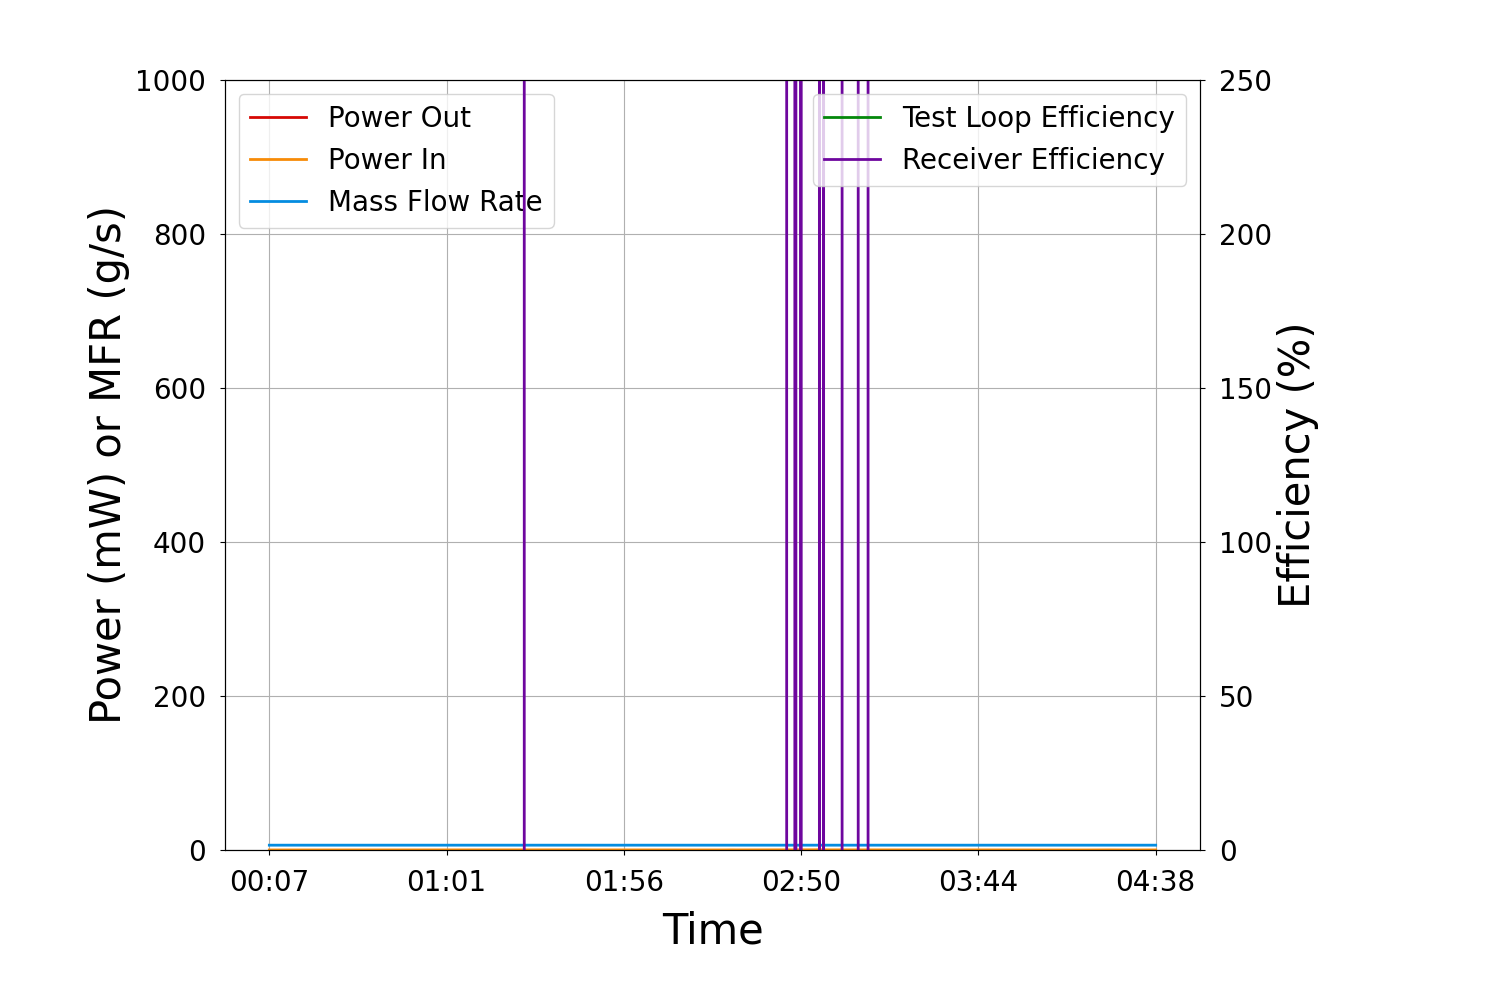 1000
800
600
400
200
0
Power (mW) or MFR (g/s)
Power Out
Power In
Mass Flow Rate
Test Loop Efficiency
Receiver Efficiency
250
200
150
100
50
0
Efficiency (%)
00:07 01:01 01:56 02:50 03:44 04:38
Time